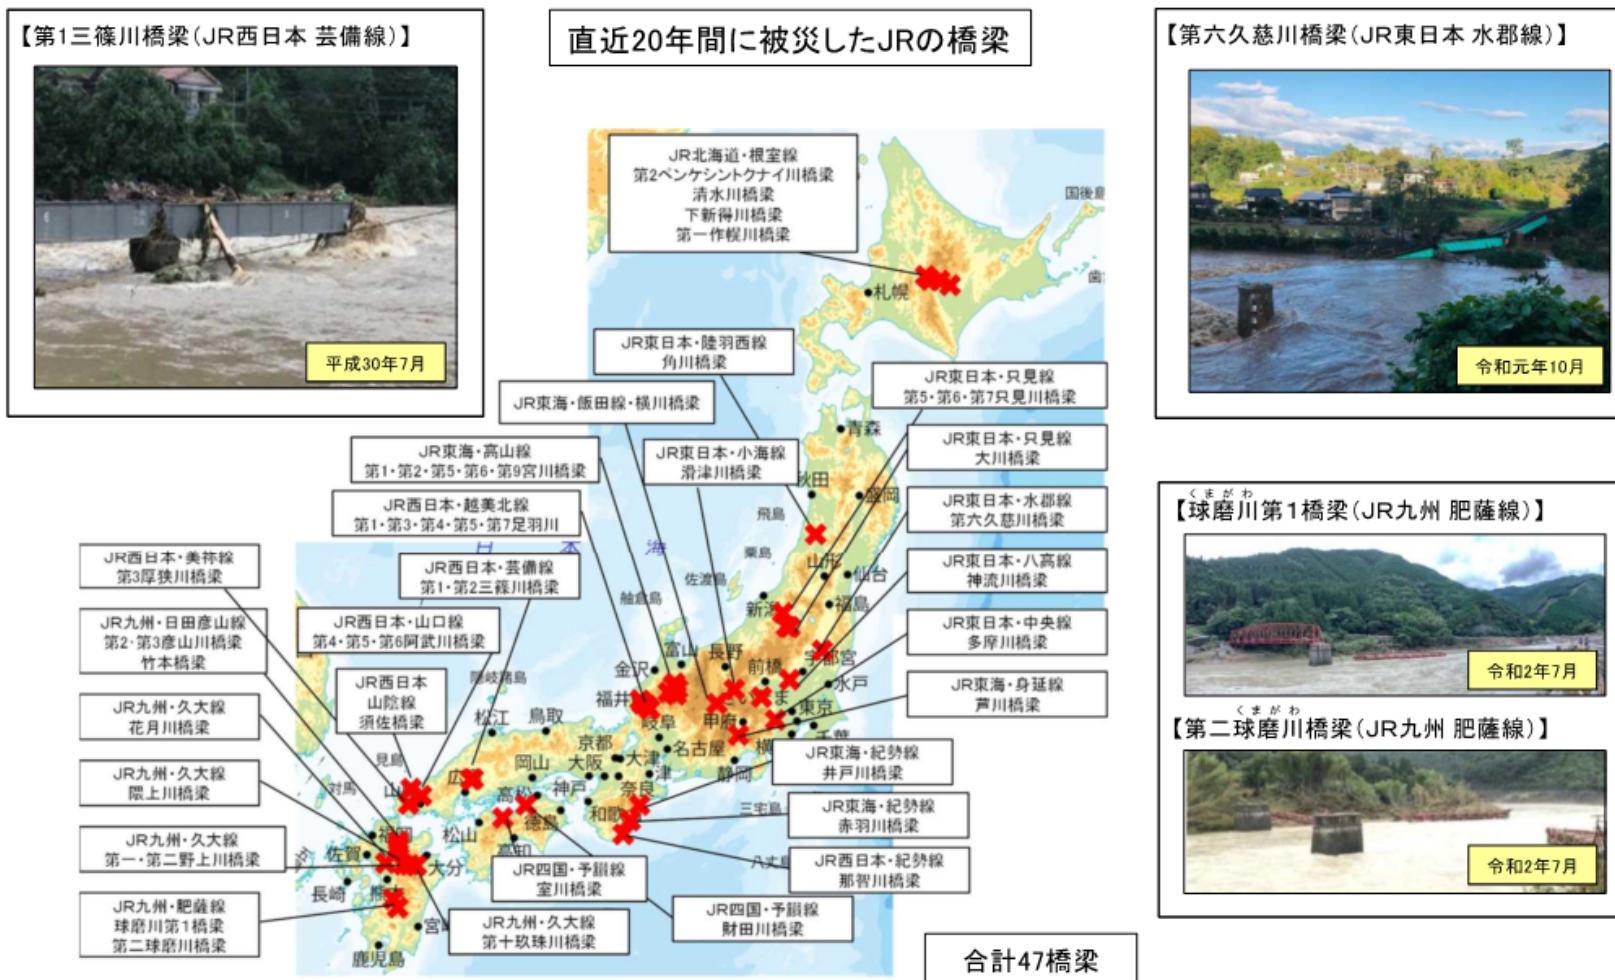 【第1三篠川橋梁(JR西日本 芸備線)】
平成30年7月
直近20年間に被災したJRの橋梁
【第六久慈川橋梁(JR東日本 水郡線)】
令和元年10月
くまがわ
【球磨川第1橋梁(JR九州 肥薩線)】
令和2年7月
くまがわ
【第二球磨川橋梁(JR九州 肥薩線)】
令和2年7月
JR北海道・根室線
第2ペンケシントクナイ川橋梁
清水川橋梁
下新得川橋梁
第一作幌川橋梁
JR東日本・陸羽西線
角川橋梁
JR東海・飯田線・横川橋梁
JR東日本・只見線
第5・第6・第7只見川橋梁
JR東海・高山線
第1・第2・第5・第6・第9宮川橋梁
JR東日本・小海線
滑津川橋梁
JR東日本・只見線
大川橋梁
JR西日本・越美北線
第1・第3・第4・第5・第7足羽川
JR東日本・水郡線
第六久慈川橋梁
JR西日本・美祢線
第3厚狭川橋梁
JR西日本・芸備線
第1・第2三篠川橋梁
JR東日本・八高線
神流川橋梁
JR九州・日田彦山線
第2・第3彦山川橋梁
竹本橋梁
JR西日本・山口線
第4・第5・第6阿武川橋梁
JR東日本・中央線
多摩川橋梁
JR西日本
山陰線
須佐橋梁
JR東海・身延線
芦川橋梁
JR九州・久大線
花月川橋梁
JR東海・紀勢線
井戸川橋梁
JR九州・久大線
隈上川橋梁
JR東海・紀勢線
赤羽川橋梁
JR九州・久大線
第一・第二野上川橋梁
JR西日本・紀勢線
那智川橋梁
JR四国・予讃線
室川橋梁
JR九州・肥薩線
球磨川第1橋梁
第二球磨川橋梁
JR九州・久大線
第十玖珠川橋梁
JR四国・予讃線
財田川橋梁
合計47橋梁
国後島
札幌
青森
秋田
盛岡
飛島
粟島
山形
仙台
佐渡島
舳倉島
福島
日本海
富山
長野
前橋
宇都宮
水戸
金沢
福井
岐阜
甲府
東京
千葉
隠岐諸島
松江
鳥取
京都
大津
名古屋
静岡
見島
対馬
岡山
大阪
神戸
奈良
津
三宅島
八丈島
高松
徳島
松山
高知
福岡
佐賀
大分
長崎
鹿児島